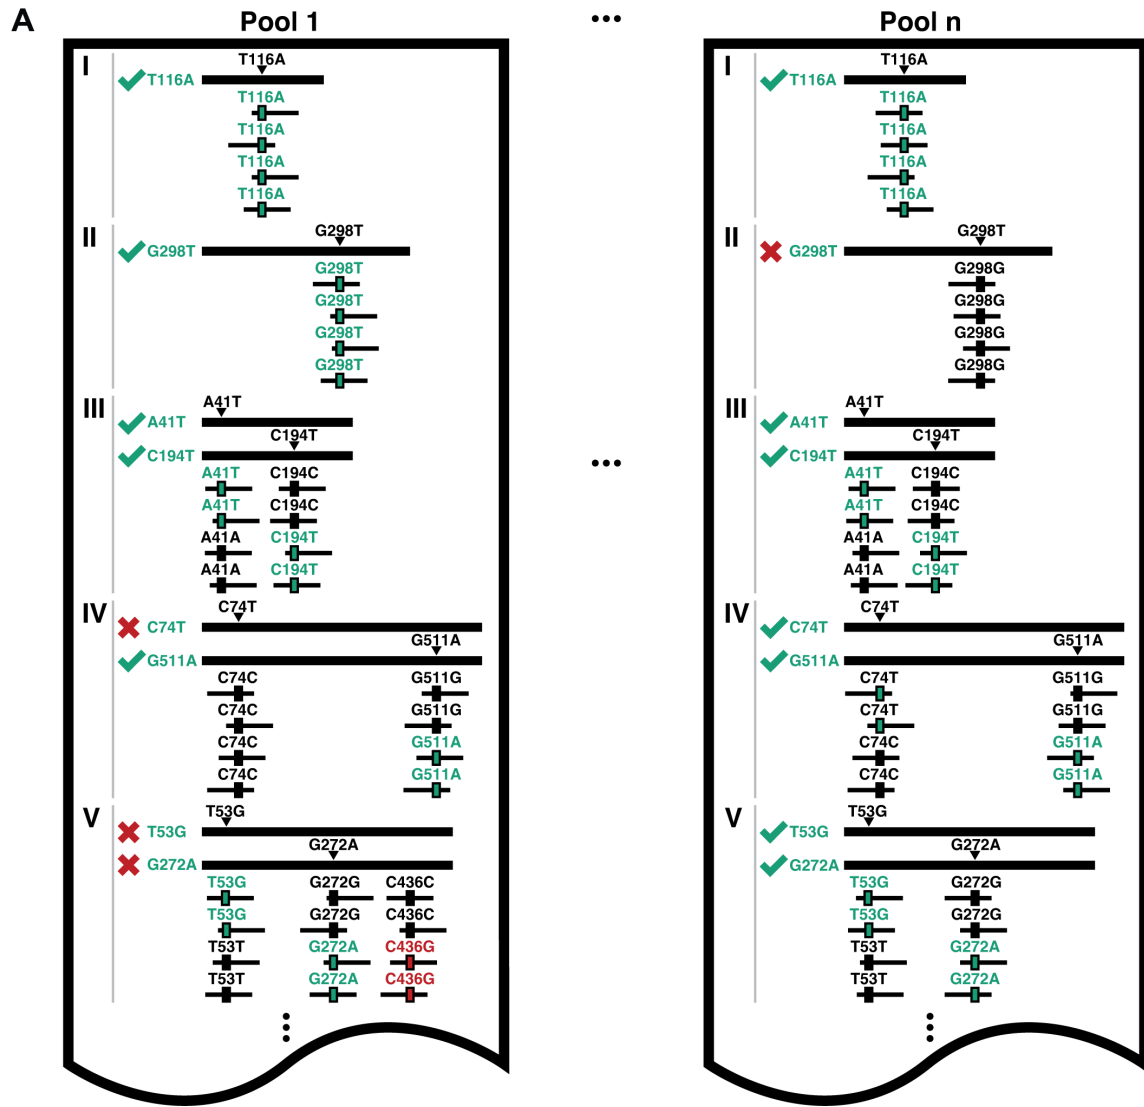 A
Pool 1
...
Pool n
I
T116A
T116A
T116A
T116A
T116A
T116A
II
G298T
G298T
G298T
G298T
G298T
G298T
III
A41T
A41T
C194T
C194T
A41T C194C
A41T C194C
A41A C194T
A41A C194T
IV
C74T
C74T
G511A
G511A
C74C G511G
C74C G511G
C74C G511A
C74C G511A
V
T53G
T53G
G272A
G272A
T53G G272G C436C
T53G G272G C436C
T53T G272A C436G
T53T G272A C436G
...
...
I
T116A
T116A
T116A
T116A
T116A
T116A
II
G298T
G298T
G298G
G298G
G298G
G298G
III
A41T
A41T
C194T
C194T
A41T C194C
A41T C194C
A41A C194T
A41A C194T
IV
C74T
C74T
G511A
G511A
C74T G511G
C74T G511G
C74C G511A
C74C G511A
V
T53G
T53G
G272A
G272A
T53G G272G
T53G G272G
T53T G272A
T53T G272A
...